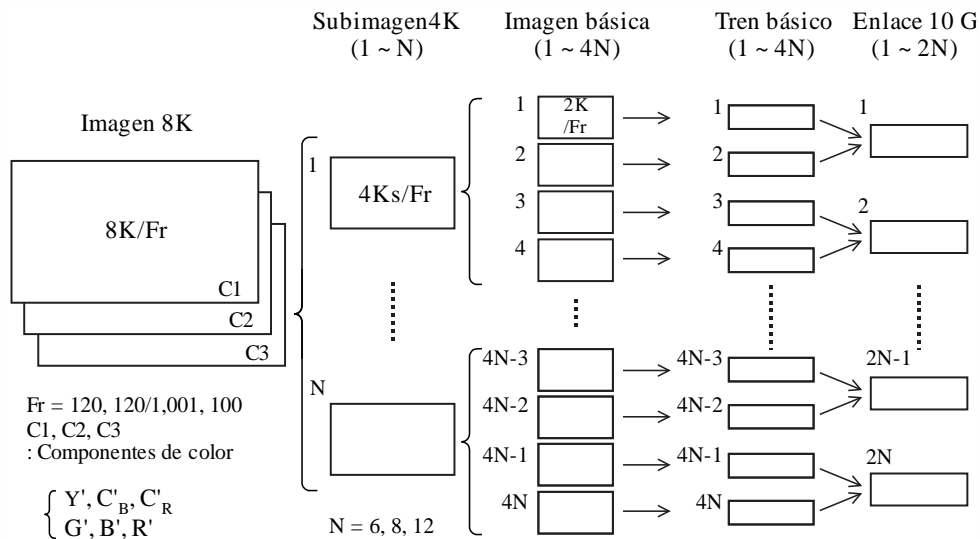 Subimagen4K
(1 ~ N)
Imagen básica
(1 ~ 4N)
Tren básico
(1 ~ 4N)
Enlace 10 G
(1 ~ 2N)
Imagen 8K
8K/Fr
C1
C2
C3
1
4Ks/Fr
N
1
2K
/Fr
2
3
4
4N-3
4N-2
4N-1
4N
1
2
3
4
4N-3
4N-2
4N-1
4N
1
2
2N-1
2N
Fr = 120, 120/1,001, 100
C1, C2, C3
: Componentes de color
Y', C'B, C'R
G', B', R'
N = 6, 8, 12